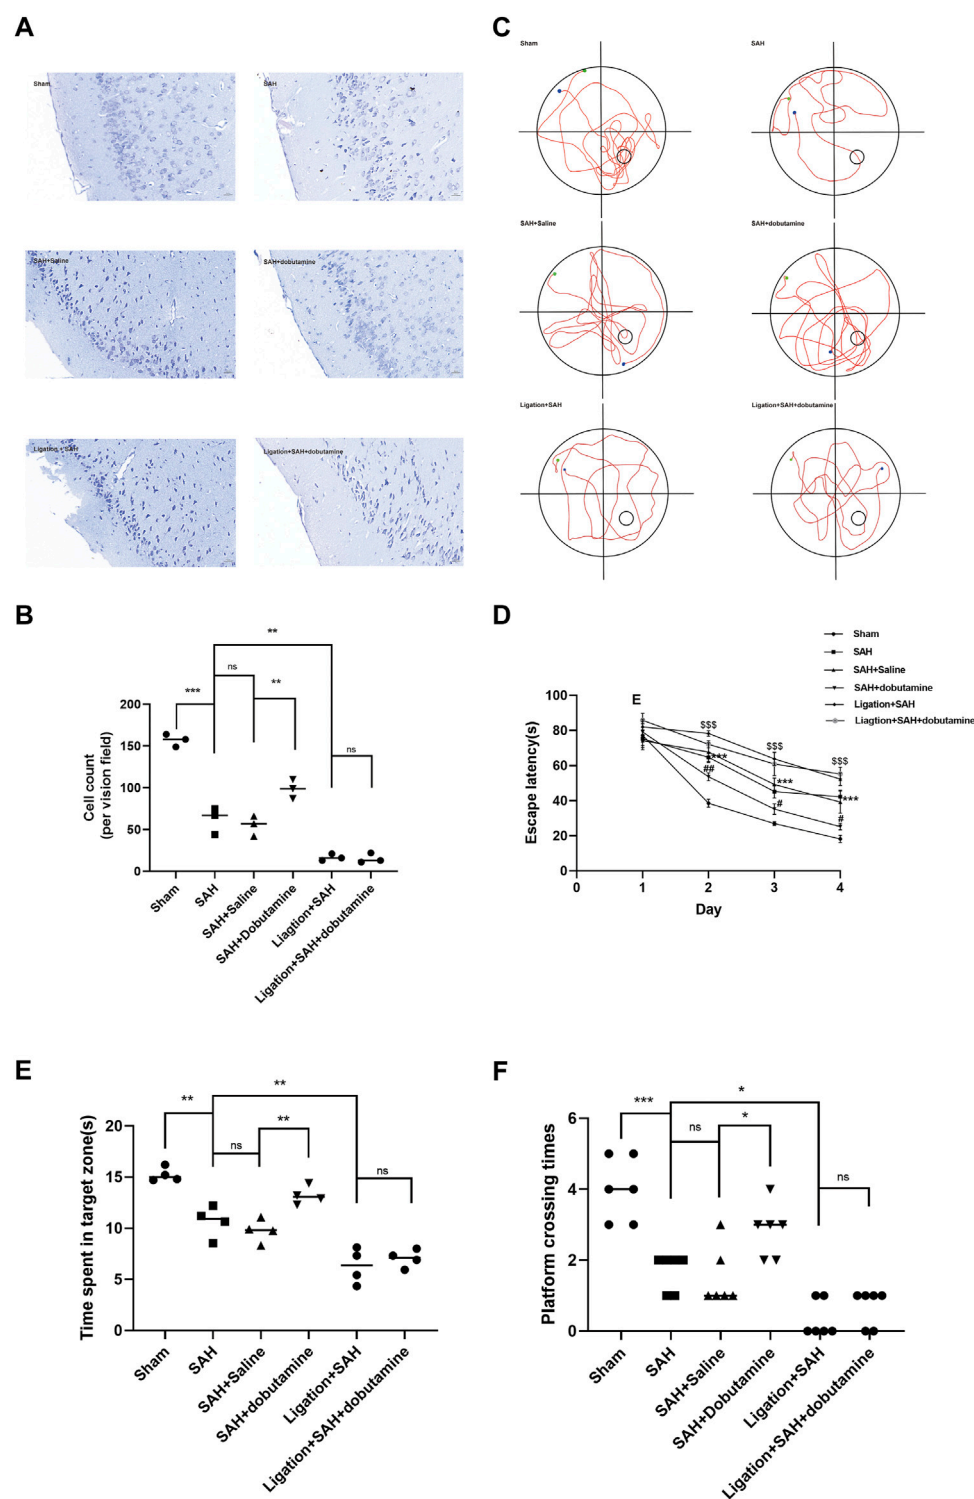 A
C
Sham
SAH
Sham
SAH
SAH+Saline
SAH+dobutamine
SAH+Saline
SAH+dobutamine
Ligation+SAH
Ligation+SAH+dobutamine
Ligation + SAH
Ligation+SAH+dobutamine
B
**
ns
***
**
ns
Cell count
(per vision field)
200
150
100
50
0
Sham
SAH
SAH+Saline
SAH+Dobutamine
Liagtion+SAH
Ligation+SAH+dobutamine
D
Sham
SAH
SAH+Saline
SAH+dobutamine
Ligation+SAH
Liagtion+SAH+dobutamine
E
Escape latency(s)
100
80
60
40
20
0
$$$
***
##
$$$
***
#
$$$
***
#
0
1
2
3
4
Day
E
**
**
**
ns
ns
Time spent in target zone(s)
20
15
10
5
0
Sham
SAH
SAH+Saline
SAH+dobutamine
Ligation+SAH
Ligation+SAH+dobutamine
F
*
***
*
ns
ns
Platform crossing times
6
4
2
0
Sham
SAH
SAH+Saline
SAH+Dobutamine
Ligation+SAH
Ligation+SAH+dobutamine